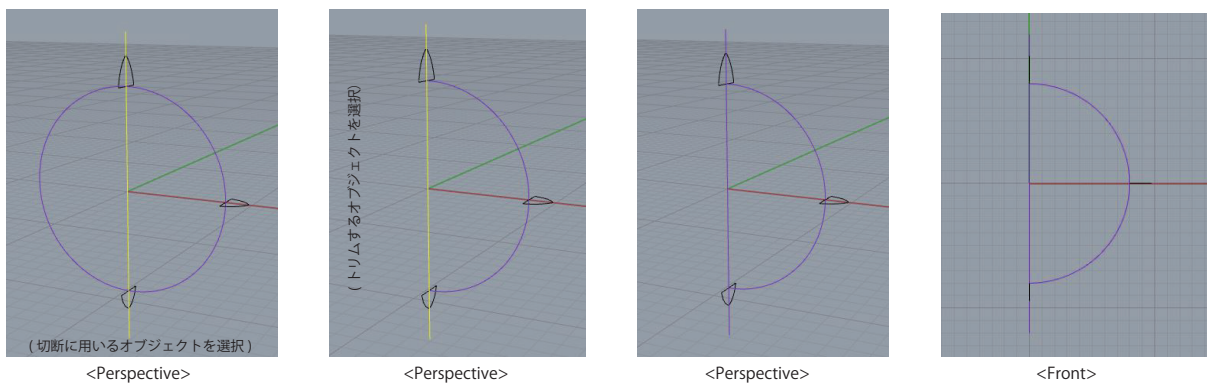 ( 切断に用いるオブジェクトを選択 )
( トリムするオブジェクトを選択)
<Perspective>
<Perspective>
<Perspective>
<Front>